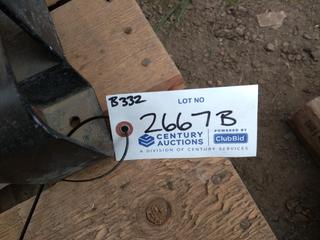 B332
LOT NO
2667B
CENTURY AUCTIONS
POWERED BY
ClubBid
A DIVISION OF CENTURY SERVICES